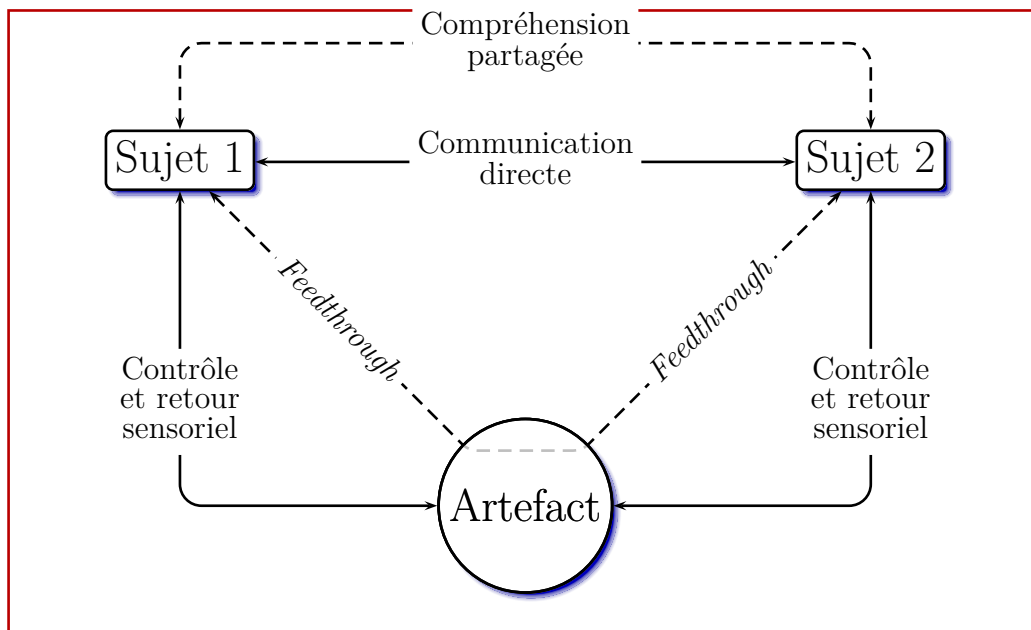 Compréhension
partagée
Sujet 1
Communication
directe
Sujet 2
Feedthrough
Feedthrough
Contrôle
et retour
sensoriel
Contrôle
et retour
sensoriel
Artefact